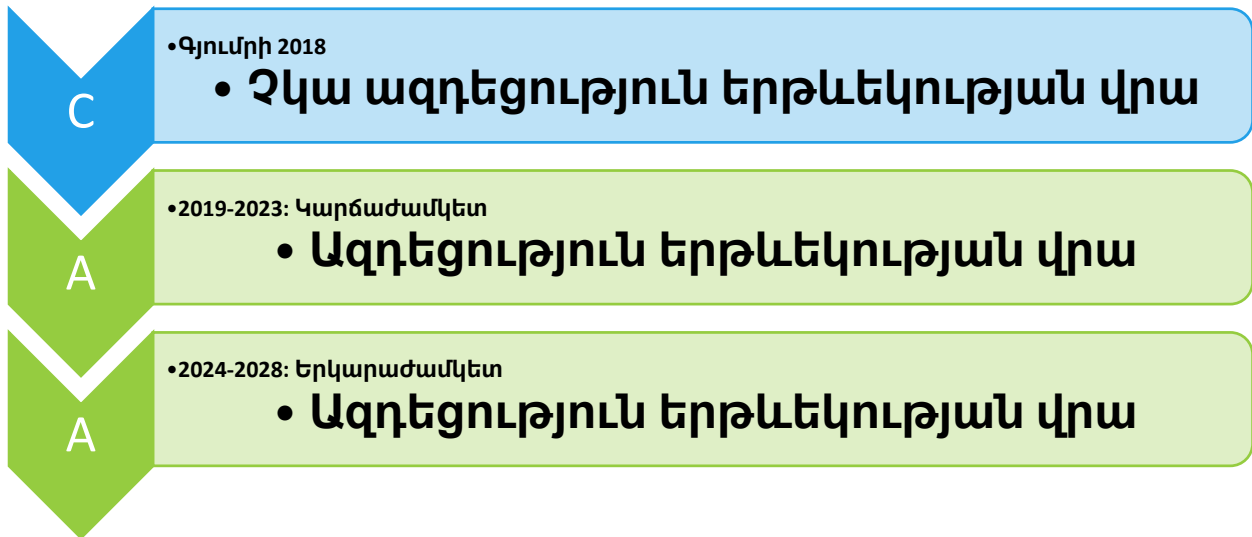 C
•Գյումրի 2018
• Չկա ազդեցություն երթևեկության վրա
A
•2019-2023: Կարճաժամկետ
• Ազդեցություն երթևեկության վրա
A
•2024-2028: Երկարաժամկետ
• Ազդեցություն երթևեկության վրա